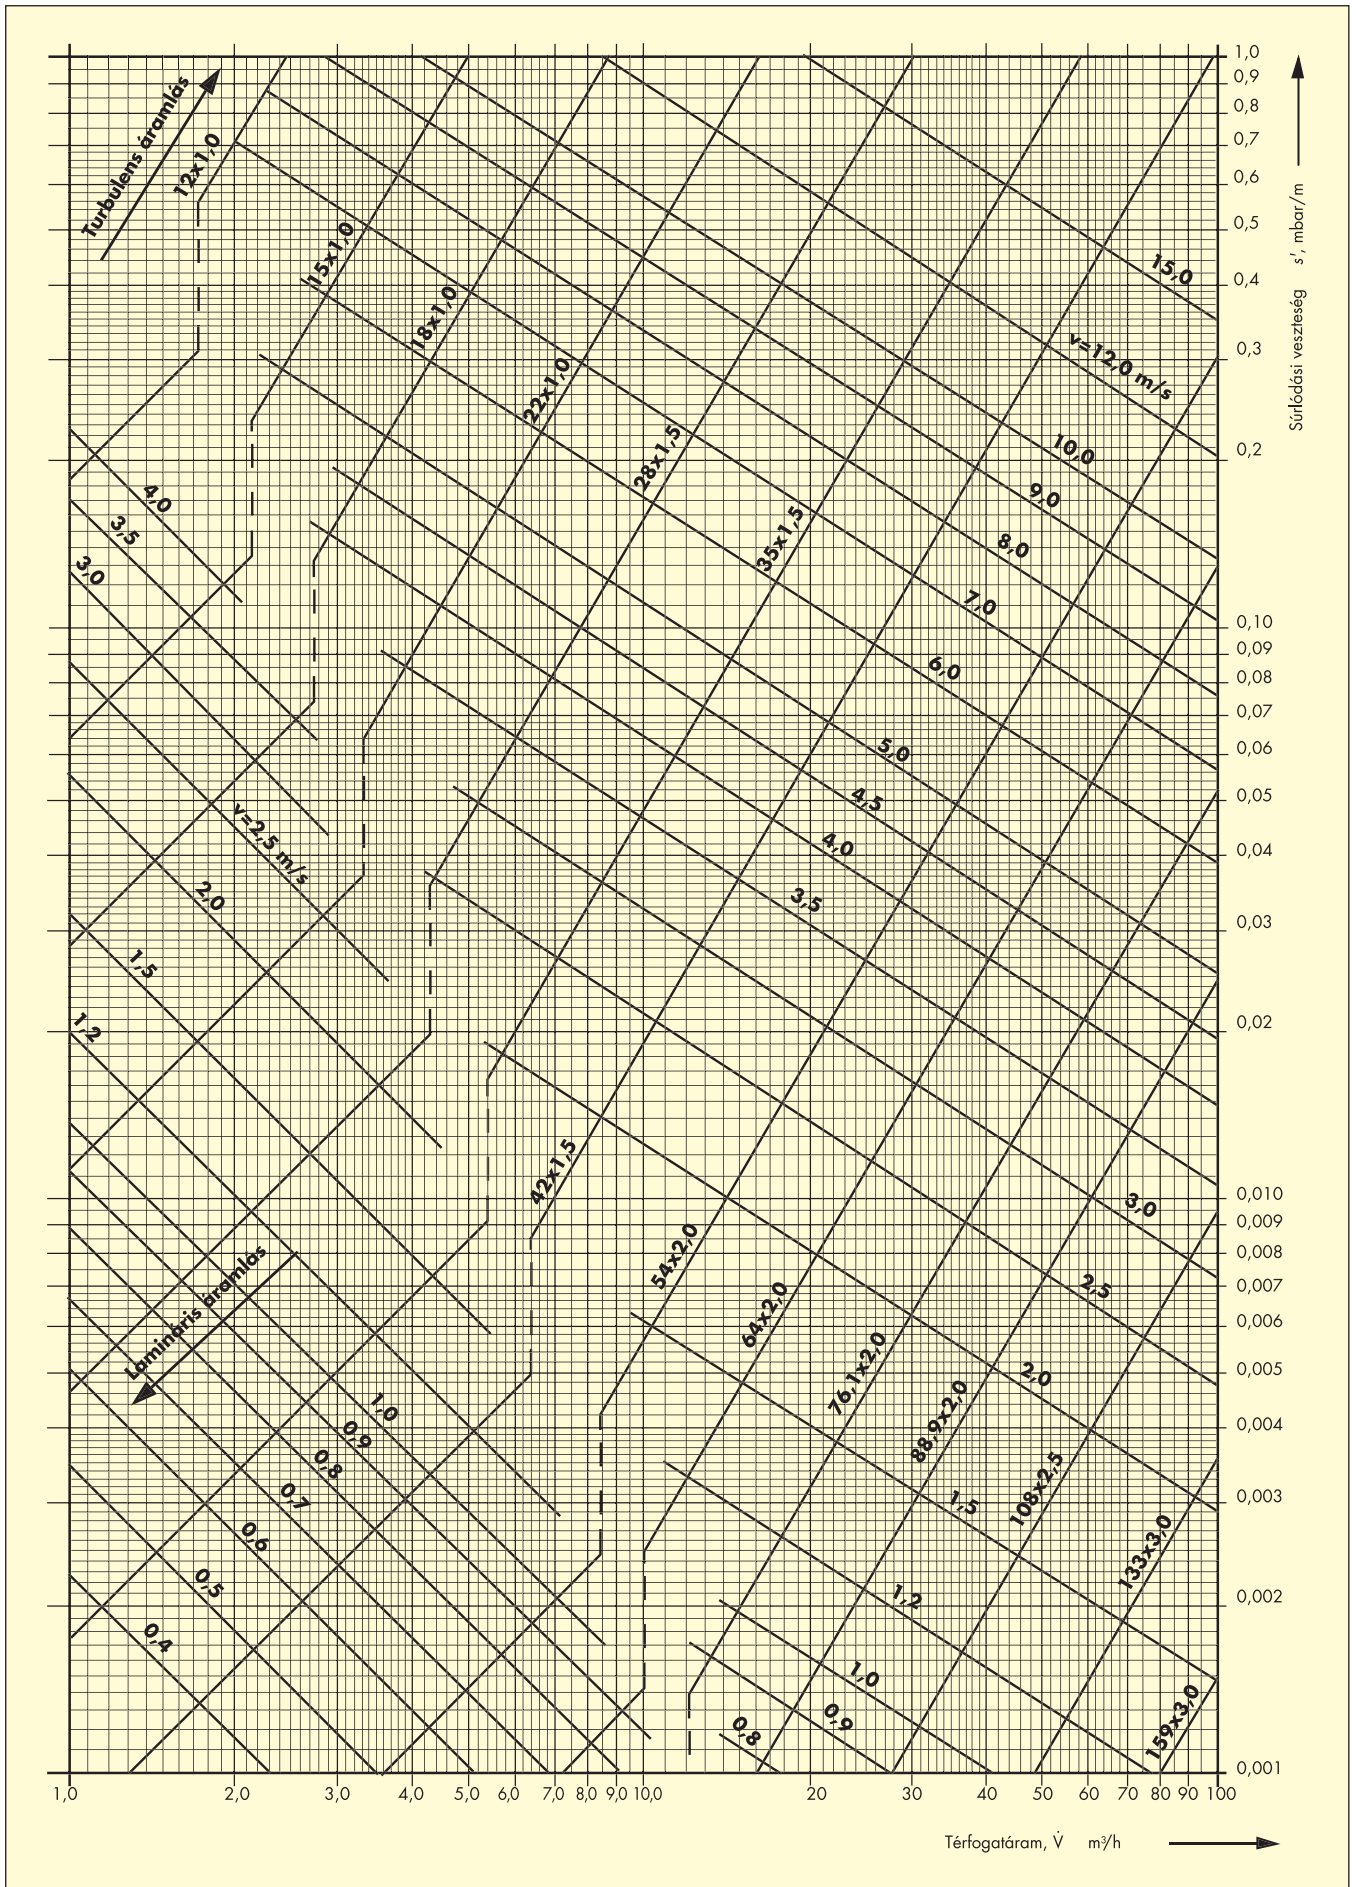 Turbulens áramlás
12x1,0
15x1,0
18x1,0
22x1,0
28x1,5
35x1,5
42x1,5
54x2,0
64x2,0
76,1x2,0
88,9x2,0
108x2,5
133x3,0
159x3,0
15,0
v=12,0 m/s
10,0
9,0
8,0
7,0
6,0
5,0
4,5
4,0
3,5
3,0
2,5
2,0
1,5
1,2
1,0
0,9
0,8
4,0
3,5
3,0
v=2,5 m/s
2,0
1,5
1,2
1,0
0,9
0,8
0,7
0,6
0,5
0,4
Lamináris áramlás
1,0
0,9
0,8
0,7
0,6
0,5
0,4
0,3
0,2
0,10
0,09
0,08
0,07
0,06
0,05
0,04
0,03
0,02
0,010
0,009
0,008
0,007
0,006
0,005
0,004
0,003
0,002
0,001
Súrlódási veszteség s', mbar/m
1,0 2,0 3,0 4,0 5,0 6,0 7,0 8,0 9,0 10,0 20 30 40 50 60 70 80 90 100
Térfogatáram, V̇ m³/h